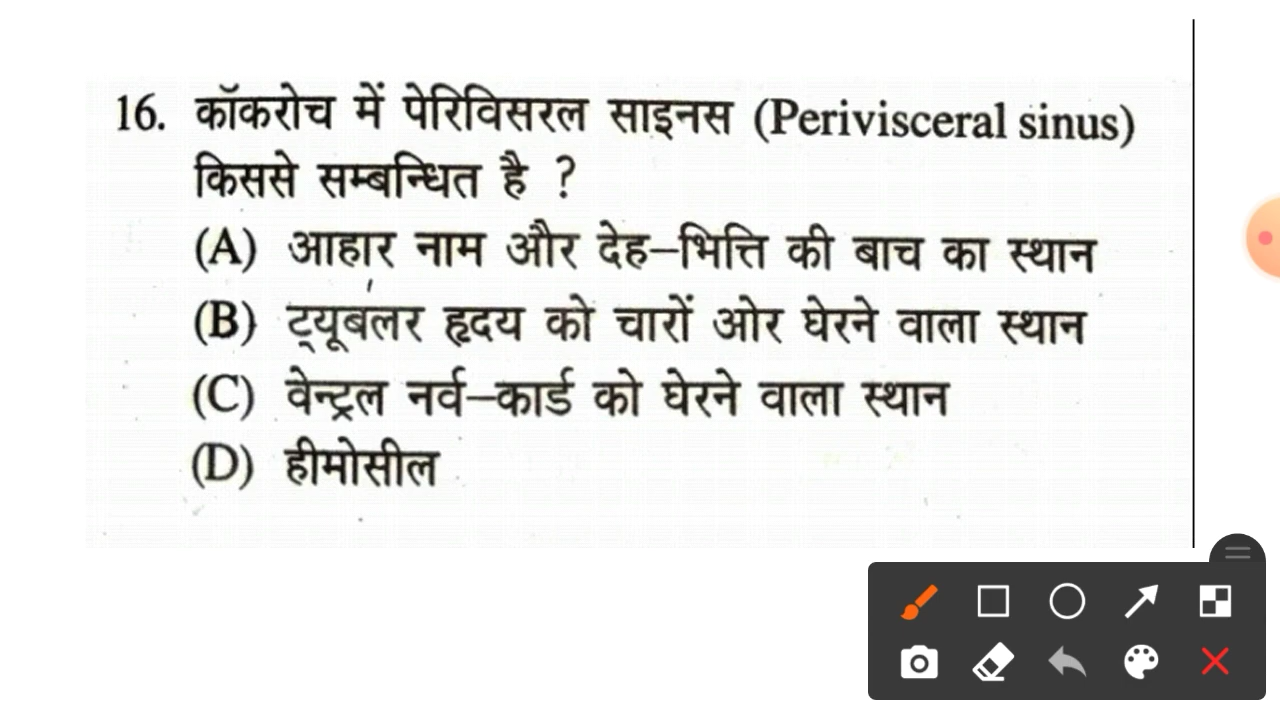 16. कॉकरोच में पेरिविसरल साइनस (Perivisceral sinus)
किससे सम्बन्धित है ?
(A) आहार नाम और देह–भित्ति की बाच का स्थान
(B) ट्यूबलर हृदय को चारों ओर घेरने वाला स्थान
(C) वेन्ट्रल नर्व–कार्ड को घेरने वाला स्थान
(D) हीमोसील